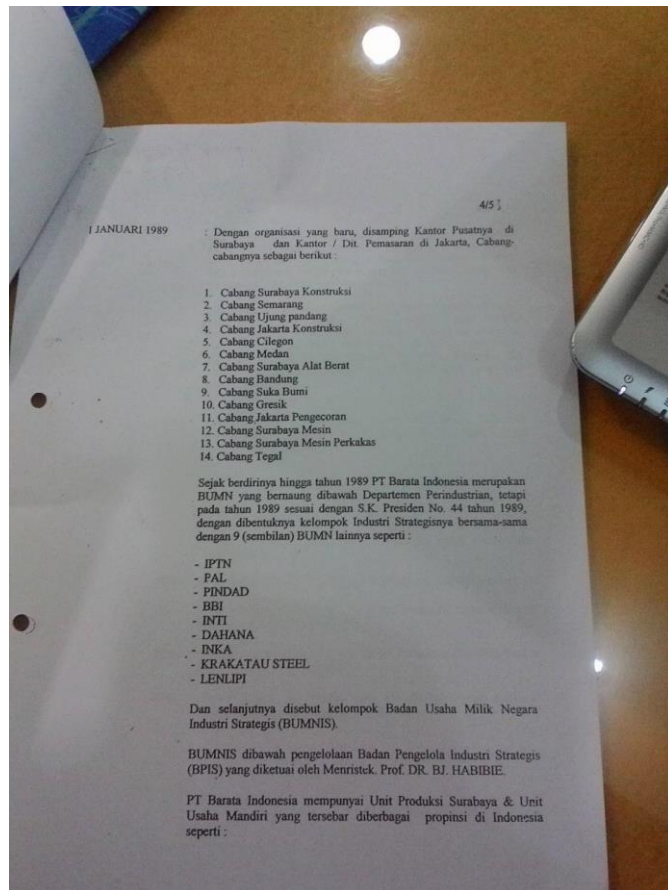 4/5
1 JANUARI 1989 : Dengan organisasi yang baru, disamping Kantor Pusatnya di
Surabaya dan Kantor / Dit. Pemasaran di Jakarta, Cabang-
cabangnya sebagai berikut :
1. Cabang Surabaya Konstruksi
2. Cabang Semarang
3. Cabang Ujung pandang
4. Cabang Jakarta Konstruksi
5. Cabang Cilegon
6. Cabang Medan
7. Cabang Surabaya Alat Berat
8. Cabang Bandung
9. Cabang Suka Bumi
10. Cabang Gresik
11. Cabang Jakarta Pengecoran
12. Cabang Surabaya Mesin
13. Cabang Surabaya Mesin Perkakas
14. Cabang Tegal
Sejak berdirinya hingga tahun 1989 PT Barata Indonesia merupakan
BUMN yang bernaung dibawah Departemen Perindustrian, tetapi
pada tahun 1989 sesuai dengan S.K. Presiden No. 44 tahun 1989,
dengan dibentuknya kelompok Industri Strategisnya bersama-sama
dengan 9 (sembilan) BUMN lainnya seperti :
- IPTN
- PAL
- PINDAD
- BBI
- INTI
- DAHANA
- INKA
- KRAKATAU STEEL
- LENLIPI
Dan selanjutnya disebut kelompok Badan Usaha Milik Negara
Industri Strategis (BUMNIS).
BUMNIS dibawah pengelolaan Badan Pengelola Industri Strategis
(BPIS) yang diketuai oleh Menristek. Prof. DR. BJ. HABIBIE.
PT Barata Indonesia mempunyai Unit Produksi Surabaya & Unit
Usaha Mandiri yang tersebar diberbagai propinsi di Indonesia
seperti :